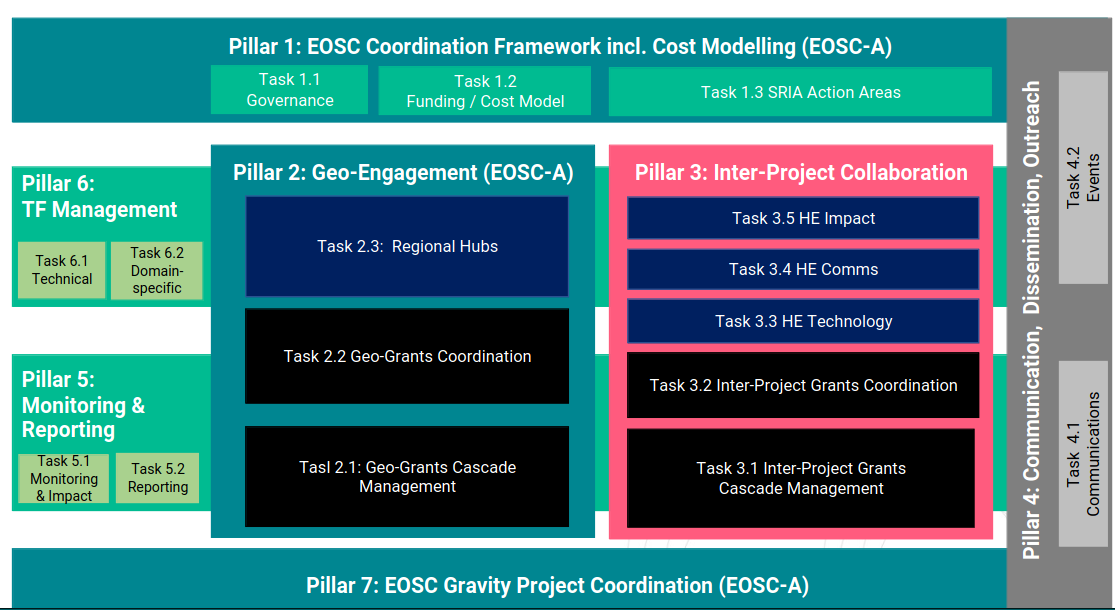 Pillar 1: EOSC Coordination Framework incl. Cost Modelling (EOSC-A)
Task 1.1
Governance
Task 1.2
Funding / Cost Model
Task 1.3 SRIA Action Areas
Pillar 6:
TF Management
Task 6.1
Technical
Task 6.2
Domain-
specific
Pillar 5:
Monitoring &
Reporting
Task 5.1
Monitoring
& Impact
Task 5.2
Reporting
Pillar 2: Geo-Engagement (EOSC-A)
Task 2.3: Regional Hubs
Task 2.2 Geo-Grants Coordination
Tasl 2.1: Geo-Grants Cascade
Management
Pillar 3: Inter-Project Collaboration
Task 3.5 HE Impact
Task 3.4 HE Comms
Task 3.3 HE Technology
Task 3.2 Inter-Project Grants Coordination
Task 3.1 Inter-Project Grants
Cascade Management
Pillar 4: Communication, Dissemination, Outreach
Task 4.2
Events
Task 4.1
Communications
Pillar 7: EOSC Gravity Project Coordination (EOSC-A)